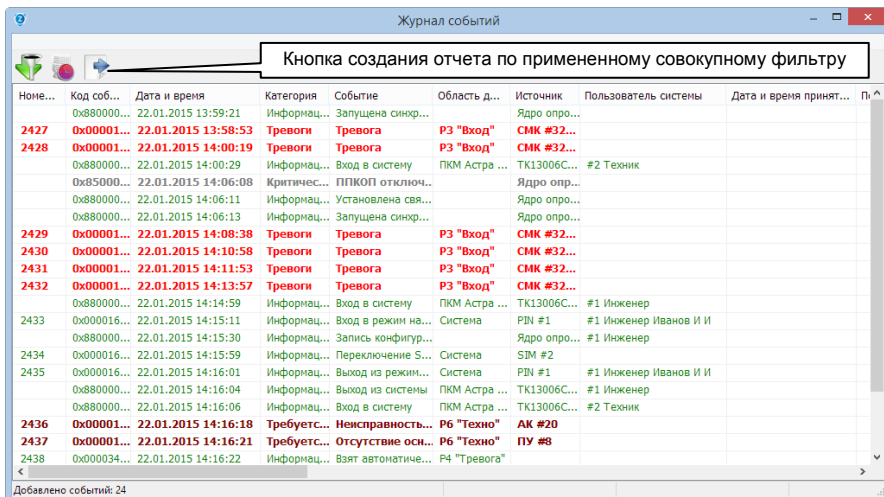 Журнал событий
Кнопка создания отчета по примененному совокупному фильтру
Номе... Код соб... Дата и время Категория Событие Область д... Источник Пользователь системы Дата и время принят...
0x880000... 22.01.2015 13:59:21 Информац... Запущена синхр... Ядро опро...
2427 0x00001... 22.01.2015 13:58:53 Тревоги Тревога Р3 "Вход" СМК #32...
2428 0x00001... 22.01.2015 14:00:19 Тревоги Тревога Р3 "Вход" СМК #32...
0x880000... 22.01.2015 14:00:29 Информац... Вход в систему ПКМ Астра ... TK13006C... #2 Техник
0x85000... 22.01.2015 14:06:08 Критичес... ППКОП отключ... Ядро опр...
0x880000... 22.01.2015 14:06:11 Информац... Установлена свя... Ядро опро...
0x880000... 22.01.2015 14:06:13 Информац... Запущена синхр... Ядро опро...
2429 0x00001... 22.01.2015 14:08:38 Тревоги Тревога Р3 "Вход" СМК #32...
2430 0x00001... 22.01.2015 14:10:58 Тревоги Тревога Р3 "Вход" СМК #32...
2431 0x00001... 22.01.2015 14:11:53 Тревоги Тревога Р3 "Вход" СМК #32...
2432 0x00001... 22.01.2015 14:13:57 Тревоги Тревога Р3 "Вход" СМК #32...
0x880000... 22.01.2015 14:14:59 Информац... Вход в систему ПКМ Астра ... TK13006C... #1 Инженер
2433 0x000016... 22.01.2015 14:15:11 Информац... Вход в режим на... Система PIN #1 #1 Инженер Иванов И И
0x880000... 22.01.2015 14:15:30 Информац... Запись конфигур... Ядро опро... #1 Инженер
2434 0x000016... 22.01.2015 14:15:59 Информац... Переключение S... Система SIM #2
2435 0x000016... 22.01.2015 14:16:01 Информац... Выход из режим... Система PIN #1 #1 Инженер Иванов И И
0x880000... 22.01.2015 14:16:04 Информац... Выход из системы ПКМ Астра ... TK13006C... #1 Инженер
0x880000... 22.01.2015 14:16:06 Информац... Вход в систему ПКМ Астра ... TK13006C... #2 Техник
2436 0x00001... 22.01.2015 14:16:18 Требуетс... Неисправность... Р6 "Техно" АК #20
2437 0x00001... 22.01.2015 14:16:21 Требуетс... Отсутствие осн... Р6 "Техно" ПУ #8
2438 0x000034... 22.01.2015 14:16:22 Информац... Взят автоматиче... Р4 "Тревога"
Добавлено событий: 24